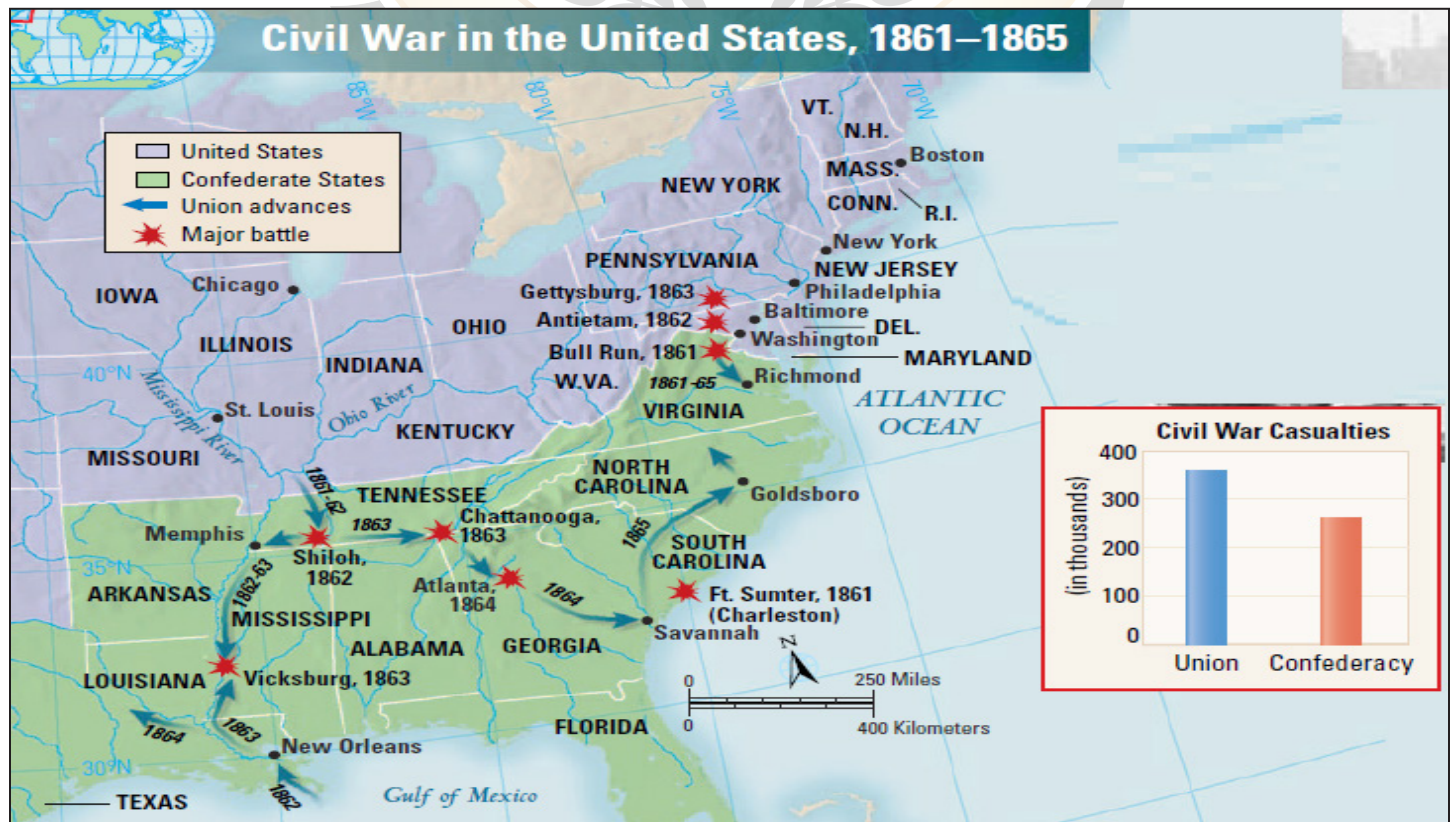 Civil War in the United States, 1861–1865
85°W
80°W
75°W
70°W
United States
Confederate States
Union advances
Major battle
VT.
N.H.
Boston
MASS.
NEW YORK
CONN.
R.I.
New York
PENNSYLVANIA
NEW JERSEY
Gettysburg, 1863
Philadelphia
Chicago
IOWA
Antietam, 1862
Baltimore
OHIO
DEL.
Washington
ILLINOIS
Bull Run, 1861
MARYLAND
INDIANA
40°N
W.VA.
1861-65
Richmond
Mississippi River
St. Louis
Ohio River
VIRGINIA
ATLANTIC
OCEAN
KENTUCKY
MISSOURI
NORTH
CAROLINA
1861-62
TENNESSEE
Goldsboro
Chattanooga,
1863
1863
Memphis
1865
SOUTH
CAROLINA
Shiloh,
1862
35°N
ARKANSAS
1862-63
Atlanta,
1864
1864
Ft. Sumter, 1861
(Charleston)
MISSISSIPPI
Savannah
ALABAMA
GEORGIA
N
LOUISIANA
Vicksburg, 1863
0
250 Miles
0
400 Kilometers
1864
1863
FLORIDA
New Orleans
30°N
1862
Gulf of Mexico
TEXAS
Civil War Casualties
(in thousands)
400
300
200
100
0
Union
Confederacy